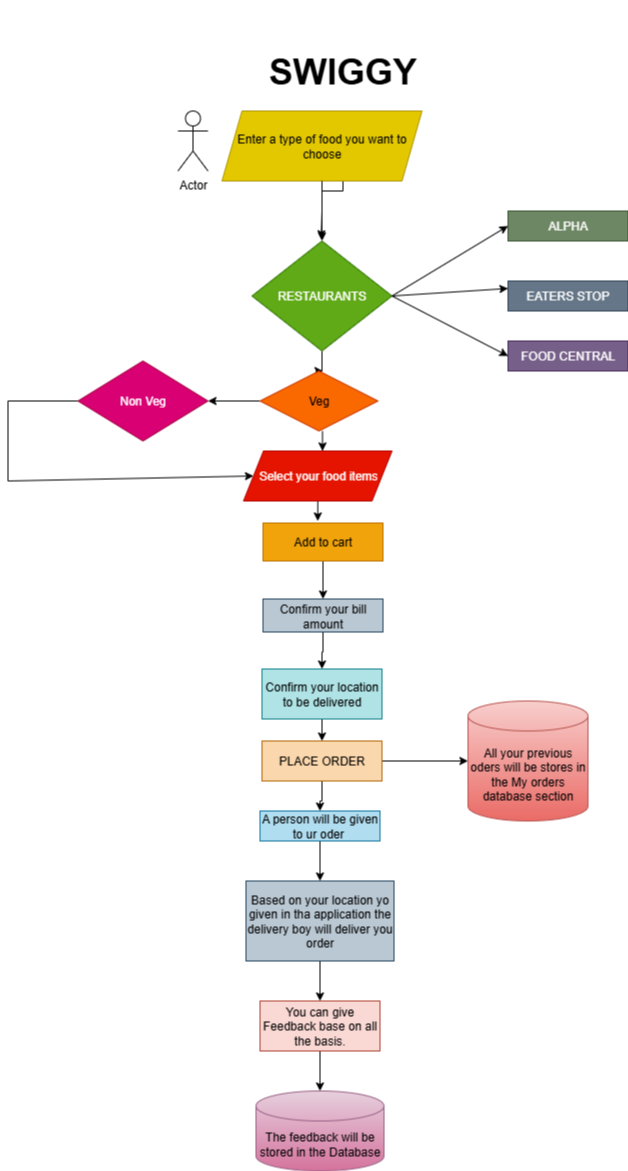 SWIGGY
Enter a type of food you want to
choose
Actor
ALPHA
RESTAURANTS
EATERS STOP
FOOD CENTRAL
Non Veg
Veg
Select your food items
Add to cart
Confirm your bill
amount
Confirm your location
to be delivered
PLACE ORDER
All your previous
oders will be stores in
the My orders
database section
A person will be given
to ur oder
Based on your location yo
given in tha application the
delivery boy will deliver you
order
You can give
Feedback base on all
the basis.
The feedback will be
stored in the Database